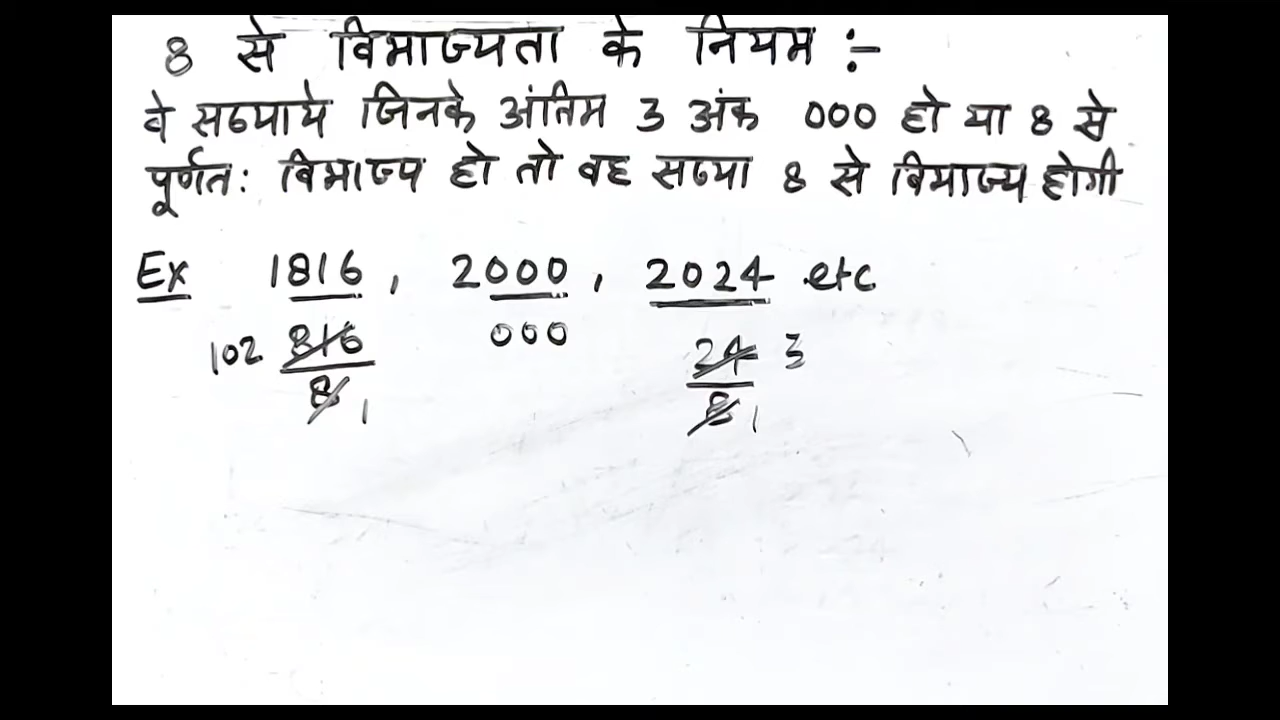 8 से विभाज्यता के नियम :-
वे सख्याये जिनके अंतिम 3 अंक 000 हो या 8 से
पूर्णत: विभाज्य हो तो वह सख्या 8 से विभाज्य होगी
Ex 1816 , 2000 , 2024 etc
102 816 000 24 3
8 1 8 1